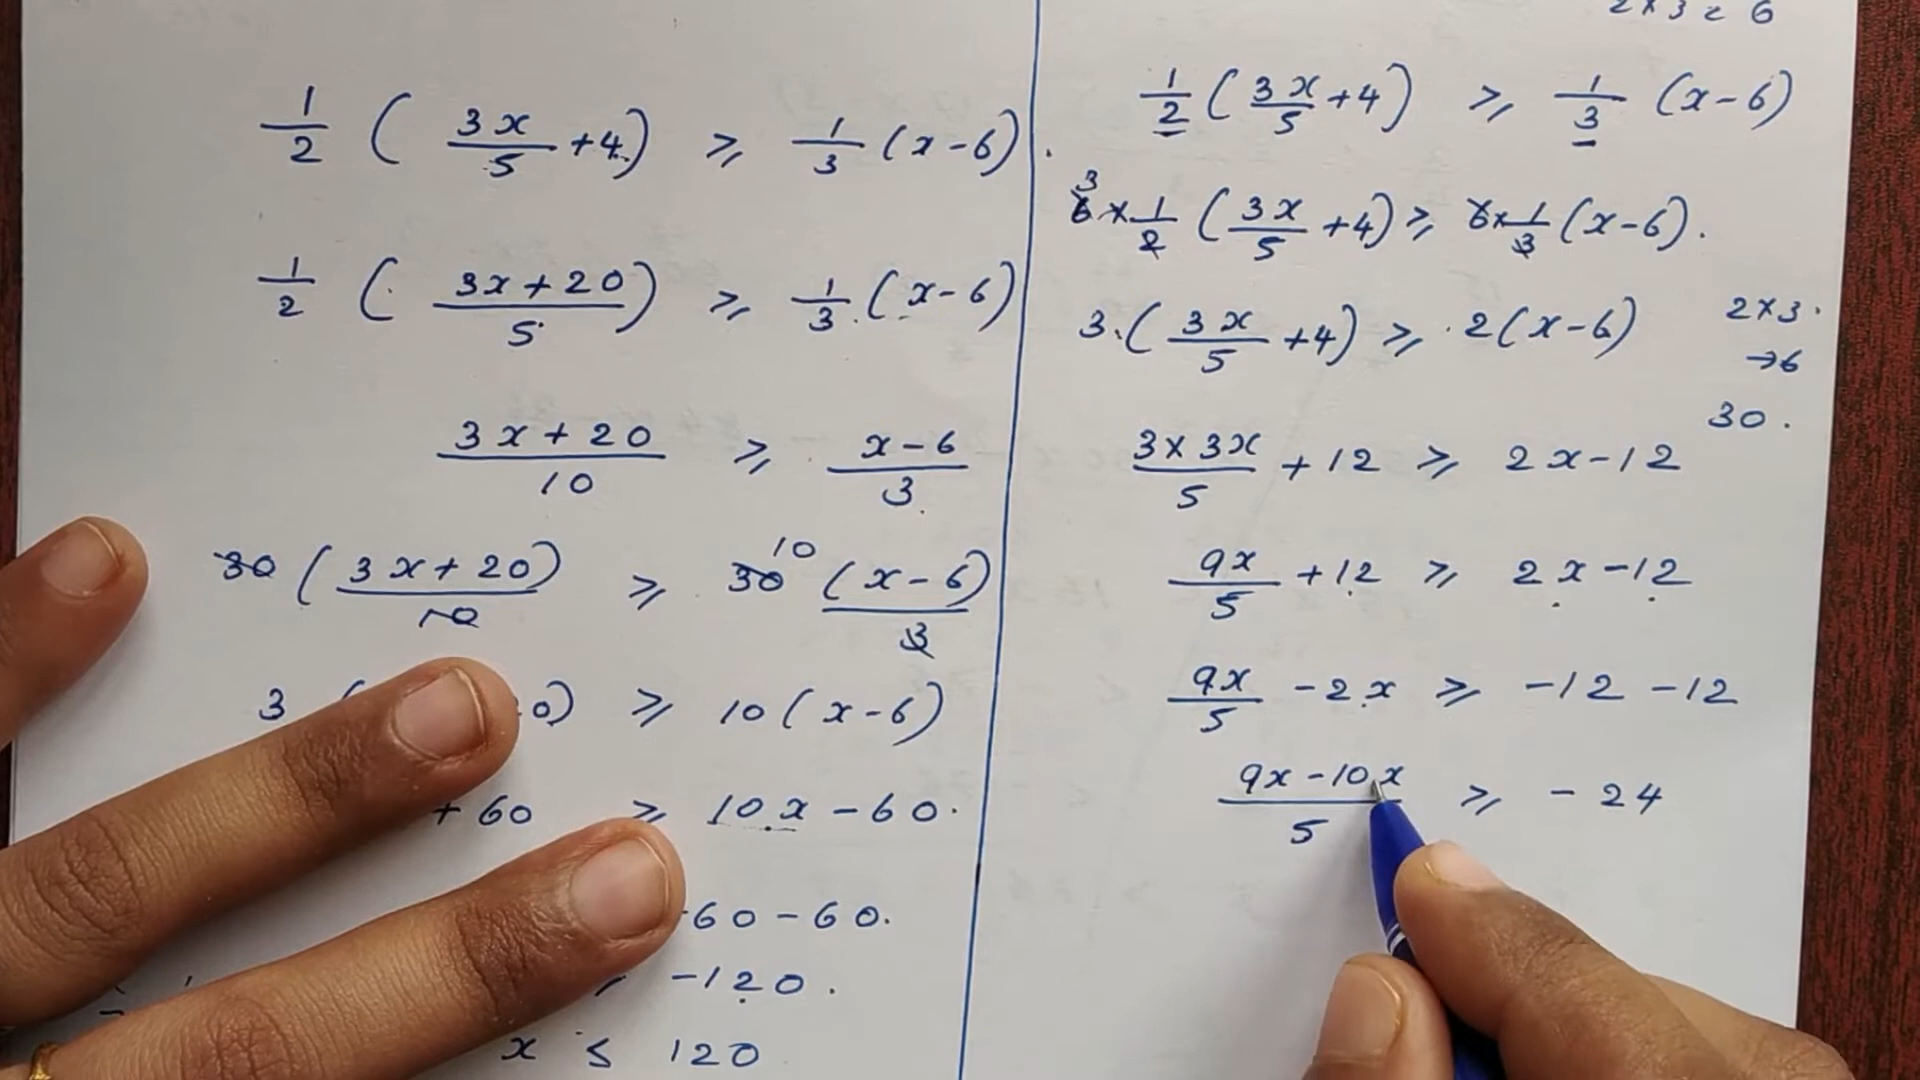 1/2 ( 3x/5 + 4 ) ⩾ 1/3 (x - 6).
1/2 ( 3x + 20 / 5 ) ⩾ 1/3 (x - 6)
3x + 20 / 10 ⩾ x - 6 / 3
30 ( 3x + 20 ) / 10 ⩾ 30 10 (x - 6) / 3
3 ( 0) ⩾ 10 ( x - 6)
+ 60 ⩾ 10x - 60.
-60 - 60.
-120.
x ≤ 120
2 x 3 = 6
1/2 ( 3x/5 + 4 ) ⩾ 1/3 (x - 6)
3 6 x 1/2 ( 3x/5 + 4 ) ⩾ 6 x 1/3 (x - 6).
3. ( 3x/5 + 4 ) ⩾ 2 (x - 6)
2 x 3.
→ 6
30.
3 x 3x / 5 + 12 ⩾ 2x - 12
9x/5 + 12 ⩾ 2x - 12
9x/5 - 2x ⩾ -12 - 12
9x - 10x / 5 ⩾ - 24